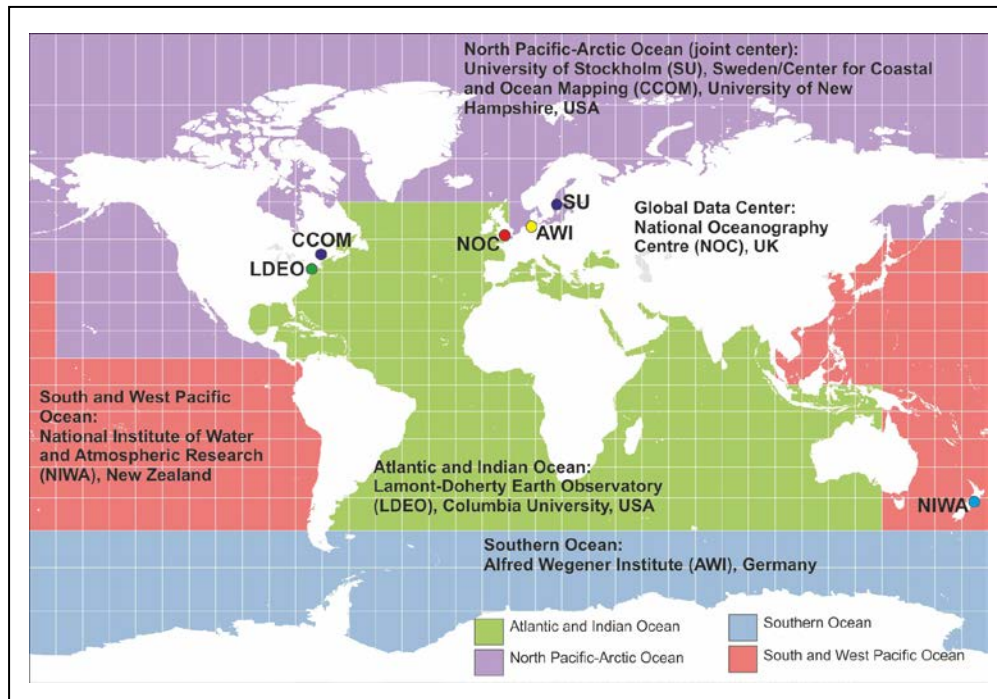 North Pacific-Arctic Ocean (joint center):
University of Stockholm (SU), Sweden/Center for Coastal
and Ocean Mapping (CCOM), University of New
Hampshire, USA
SU
Global Data Center:
National Oceanography
Centre (NOC), UK
AWI
NOC
CCOM
LDEO
South and West Pacific
Ocean:
National Institute of Water
and Atmospheric Research
(NIWA), New Zealand
Atlantic and Indian Ocean:
Lamont-Doherty Earth Observatory
(LDEO), Columbia University, USA
NIWA
Southern Ocean:
Alfred Wegener Institute (AWI), Germany
Atlantic and Indian Ocean
Southern Ocean
North Pacific-Arctic Ocean
South and West Pacific Ocean